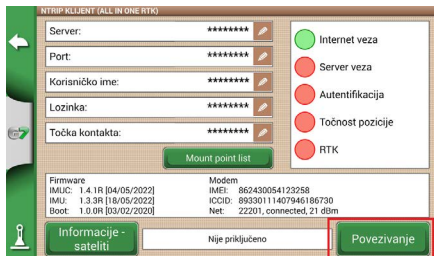 NTRIP KLIJENT (ALL IN ONE RTK)
Server: ********
Port: ********
Korisničko ime: ********
Lozinka: ********
Točka kontakta: ********
Mount point list
Internet veza
Server veza
Autentifikacija
Točnost pozicije
RTK
Firmware
IMUC: 1.4.1R [04/05/2022]
IMU: 1.3.3R [18/05/2022]
Boot: 1.0.0R [03/02/2020]
Modem
IMEI: 862430054123258
ICCID: 89330111407946186730
Net: 22201, connected, 21 dBm
Informacije -
sateliti
Nije priključeno
Povezivanje